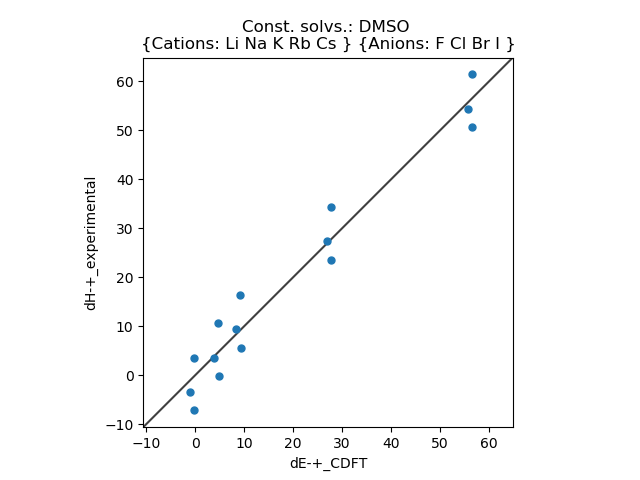 Const. solvs.: DMSO
{Cations: Li Na K Rb Cs } {Anions: F Cl Br I }
60
50
40
30
20
10
0
−10
dH-+_experimental
−10 0 10 20 30 40 50 60
dE-+_CDFT